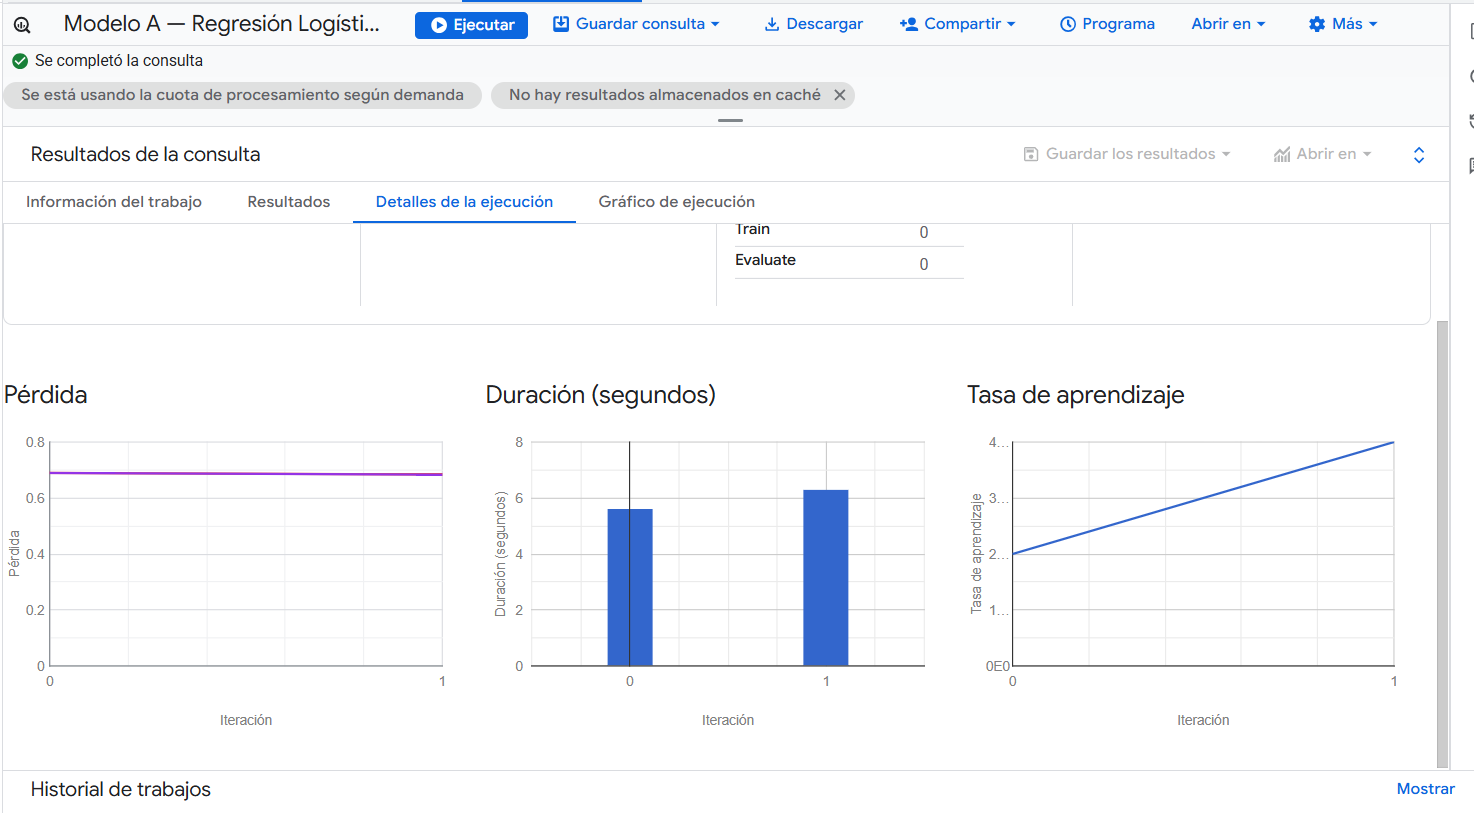 Modelo A — Regresión Logísti...
Ejecutar
Guardar consulta
Descargar
Compartir
Programa
Abrir en
Más
Se completó la consulta
Se está usando la cuota de procesamiento según demanda
No hay resultados almacenados en caché
Resultados de la consulta
Guardar los resultados
Abrir en
Información del trabajo
Resultados
Detalles de la ejecución
Gráfico de ejecución
Train 0
Evaluate 0
Pérdida
0.8
0.6
0.4
0.2
0
Pérdida
0 1
Iteración
Duración (segundos)
8
6
4
2
0
Duración (segundos)
0 1
Iteración
Tasa de aprendizaje
4...
3...
2...
1...
0E0
Tasa de aprendizaje
0 1
Iteración
Historial de trabajos
Mostrar